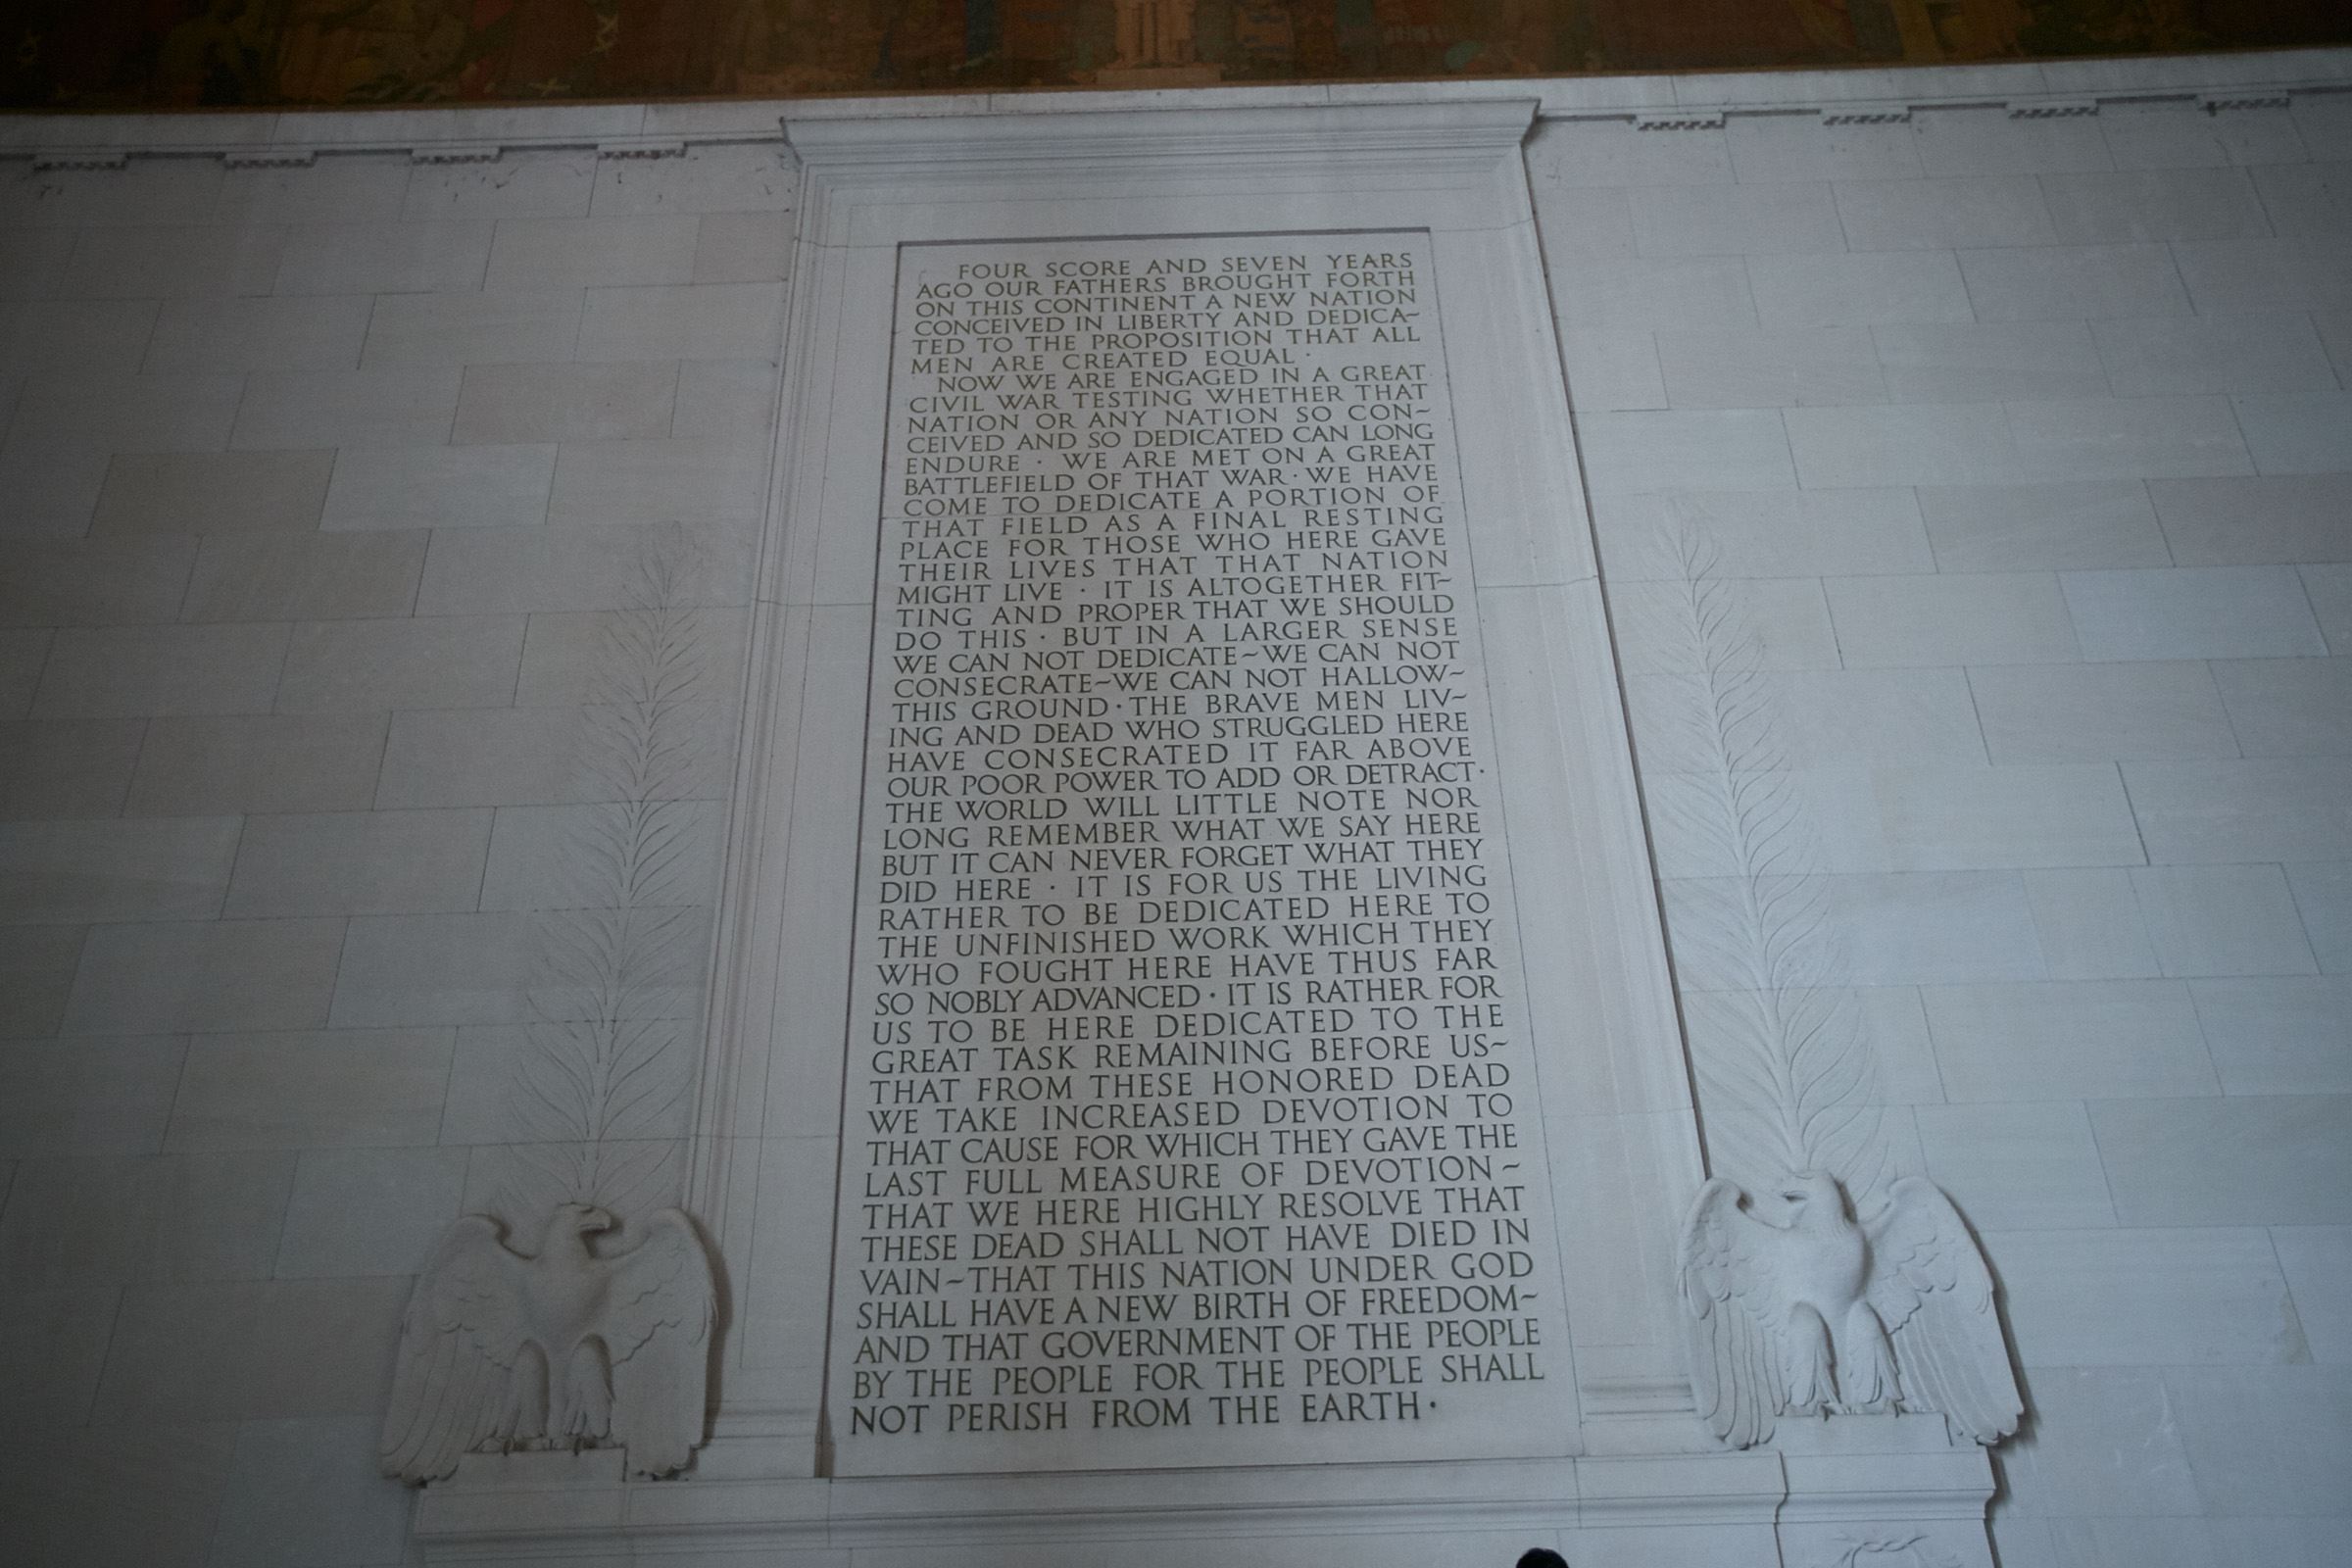 FOUR SCORE AND SEVEN YEARS
AGO OUR FATHERS BROUGHT FORTH
ON THIS CONTINENT A NEW NATION
CONCEIVED IN LIBERTY AND DEDICA~
TED TO THE PROPOSITION THAT ALL
MEN ARE CREATED EQUAL ·
NOW WE ARE ENGAGED IN A GREAT
CIVIL WAR TESTING WHETHER THAT
NATION OR ANY NATION SO CON~
CEIVED AND SO DEDICATED CAN LONG
ENDURE · WE ARE MET ON A GREAT
BATTLEFIELD OF THAT WAR · WE HAVE
COME TO DEDICATE A PORTION OF
THAT FIELD AS A FINAL RESTING
PLACE FOR THOSE WHO HERE GAVE
THEIR LIVES THAT THAT NATION
MIGHT LIVE · IT IS ALTOGETHER FIT~
TING AND PROPER THAT WE SHOULD
DO THIS · BUT IN A LARGER SENSE
WE CAN NOT DEDICATE~WE CAN NOT
CONSECRATE~WE CAN NOT HALLOW~
THIS GROUND · THE BRAVE MEN LIV~
ING AND DEAD WHO STRUGGLED HERE
HAVE CONSECRATED IT FAR ABOVE
OUR POOR POWER TO ADD OR DETRACT ·
THE WORLD WILL LITTLE NOTE NOR
LONG REMEMBER WHAT WE SAY HERE
BUT IT CAN NEVER FORGET WHAT THEY
DID HERE · IT IS FOR US THE LIVING
RATHER TO BE DEDICATED HERE TO
THE UNFINISHED WORK WHICH THEY
WHO FOUGHT HERE HAVE THUS FAR
SO NOBLY ADVANCED · IT IS RATHER FOR
US TO BE HERE DEDICATED TO THE
GREAT TASK REMAINING BEFORE US~
THAT FROM THESE HONORED DEAD
WE TAKE INCREASED DEVOTION TO
THAT CAUSE FOR WHICH THEY GAVE THE
LAST FULL MEASURE OF DEVOTION~
THAT WE HERE HIGHLY RESOLVE THAT
THESE DEAD SHALL NOT HAVE DIED IN
VAIN~THAT THIS NATION UNDER GOD
SHALL HAVE A NEW BIRTH OF FREEDOM~
AND THAT GOVERNMENT OF THE PEOPLE
BY THE PEOPLE FOR THE PEOPLE SHALL
NOT PERISH FROM THE EARTH ·